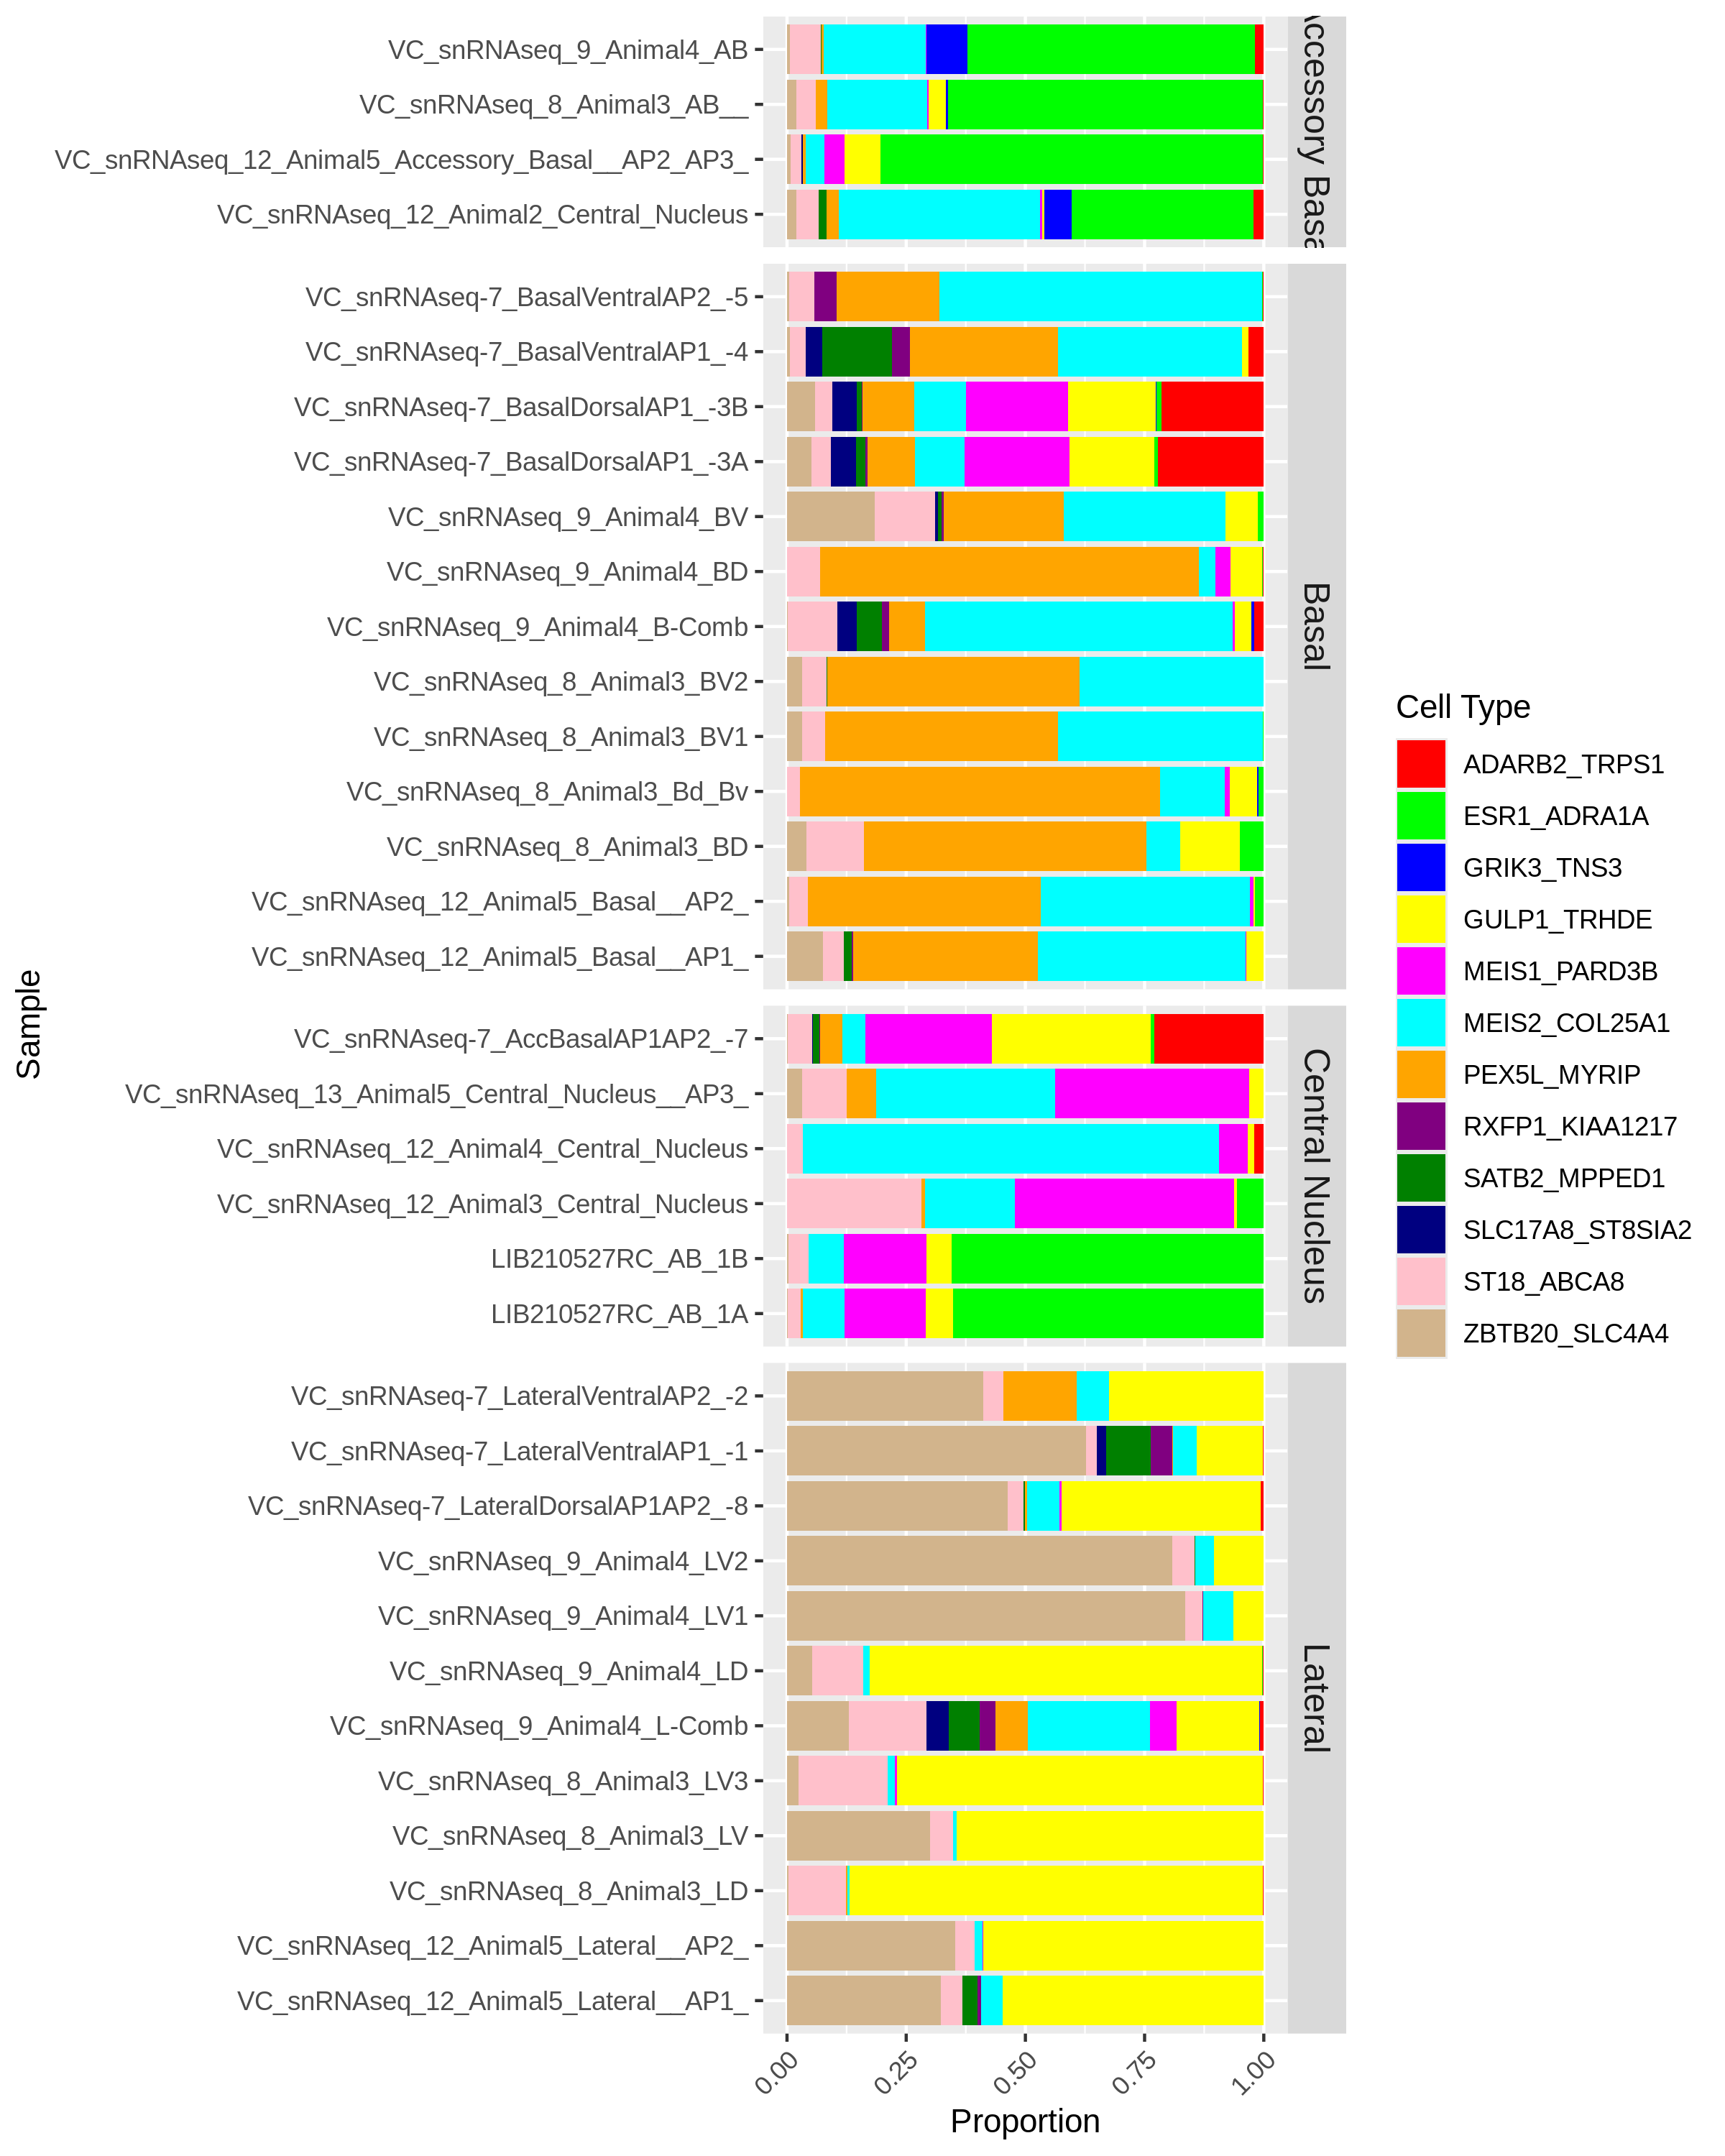 VC_snRNAseq_9_Animal4_AB
VC_snRNAseq_8_Animal3_AB__
VC_snRNAseq_12_Animal5_Accessory_Basal__AP2_AP3_
VC_snRNAseq_12_Animal2_Central_Nucleus
VC_snRNAseq-7_BasalVentralAP2_-5
VC_snRNAseq-7_BasalVentralAP1_-4
VC_snRNAseq-7_BasalDorsalAP1_-3B
VC_snRNAseq-7_BasalDorsalAP1_-3A
VC_snRNAseq_9_Animal4_BV
VC_snRNAseq_9_Animal4_BD
VC_snRNAseq_9_Animal4_B-Comb
VC_snRNAseq_8_Animal3_BV2
VC_snRNAseq_8_Animal3_BV1
VC_snRNAseq_8_Animal3_Bd_Bv
VC_snRNAseq_8_Animal3_BD
VC_snRNAseq_12_Animal5_Basal__AP2_
VC_snRNAseq_12_Animal5_Basal__AP1_
VC_snRNAseq-7_AccBasalAP1AP2_-7
VC_snRNAseq_13_Animal5_Central_Nucleus__AP3_
VC_snRNAseq_12_Animal4_Central_Nucleus
VC_snRNAseq_12_Animal3_Central_Nucleus
LIB210527RC_AB_1B
LIB210527RC_AB_1A
VC_snRNAseq-7_LateralVentralAP2_-2
VC_snRNAseq-7_LateralVentralAP1_-1
VC_snRNAseq-7_LateralDorsalAP1AP2_-8
VC_snRNAseq_9_Animal4_LV2
VC_snRNAseq_9_Animal4_LV1
VC_snRNAseq_9_Animal4_LD
VC_snRNAseq_9_Animal4_L-Comb
VC_snRNAseq_8_Animal3_LV3
VC_snRNAseq_8_Animal3_LV
VC_snRNAseq_8_Animal3_LD
VC_snRNAseq_12_Animal5_Lateral__AP2_
VC_snRNAseq_12_Animal5_Lateral__AP1_
Sample
Accessory Basa
Basal
Central Nucleus
Lateral
0.00
0.25
0.50
0.75
1.00
Proportion
Cell Type
ADARB2_TRPS1
ESR1_ADRA1A
GRIK3_TNS3
GULP1_TRHDE
MEIS1_PARD3B
MEIS2_COL25A1
PEX5L_MYRIP
RXFP1_KIAA1217
SATB2_MPPED1
SLC17A8_ST8SIA2
ST18_ABCA8
ZBTB20_SLC4A4